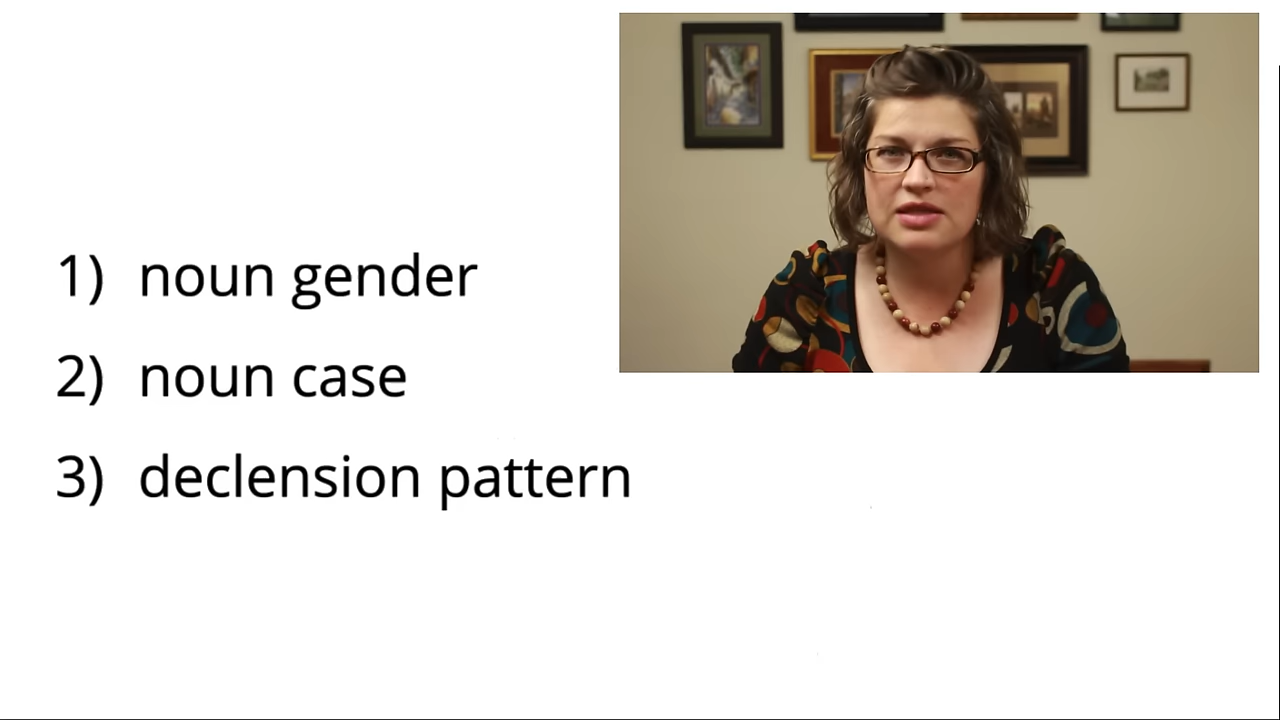 1) noun gender
2) noun case
3) declension pattern